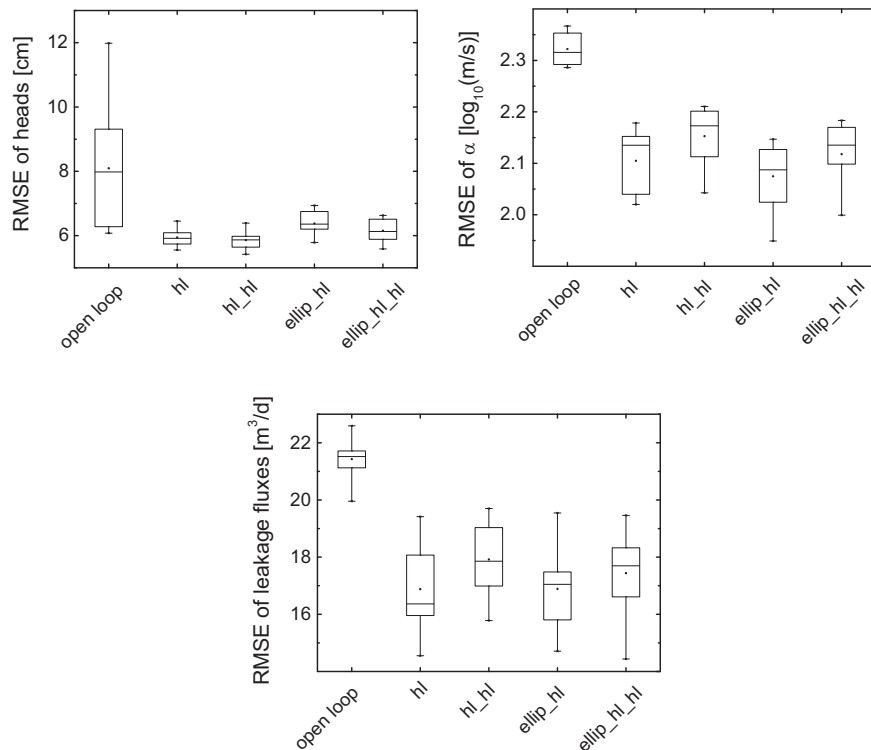 RMSE of heads [cm]
12
10
8
6
open loop
hl
hl_hl
ellip_hl
ellip_hl_hl
RMSE of α [log₁₀(m/s)]
2.3
2.2
2.1
2.0
open loop
hl
hl_hl
ellip_hl
ellip_hl_hl
RMSE of leakage fluxes [m³/d]
22
20
18
16
open loop
hl
hl_hl
ellip_hl
ellip_hl_hl